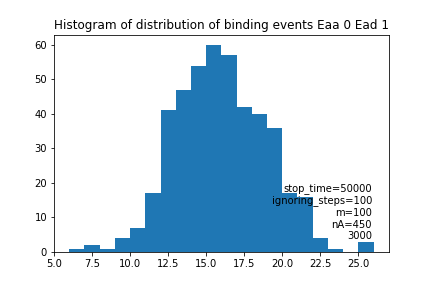 Histogram of distribution of binding events Eaa 0 Ead 1
60
50
40
30
20
10
0
stop_time=50000
ignoring_steps=100
m=100
nA=450
3000
5.0 7.5 10.0 12.5 15.0 17.5 20.0 22.5 25.0